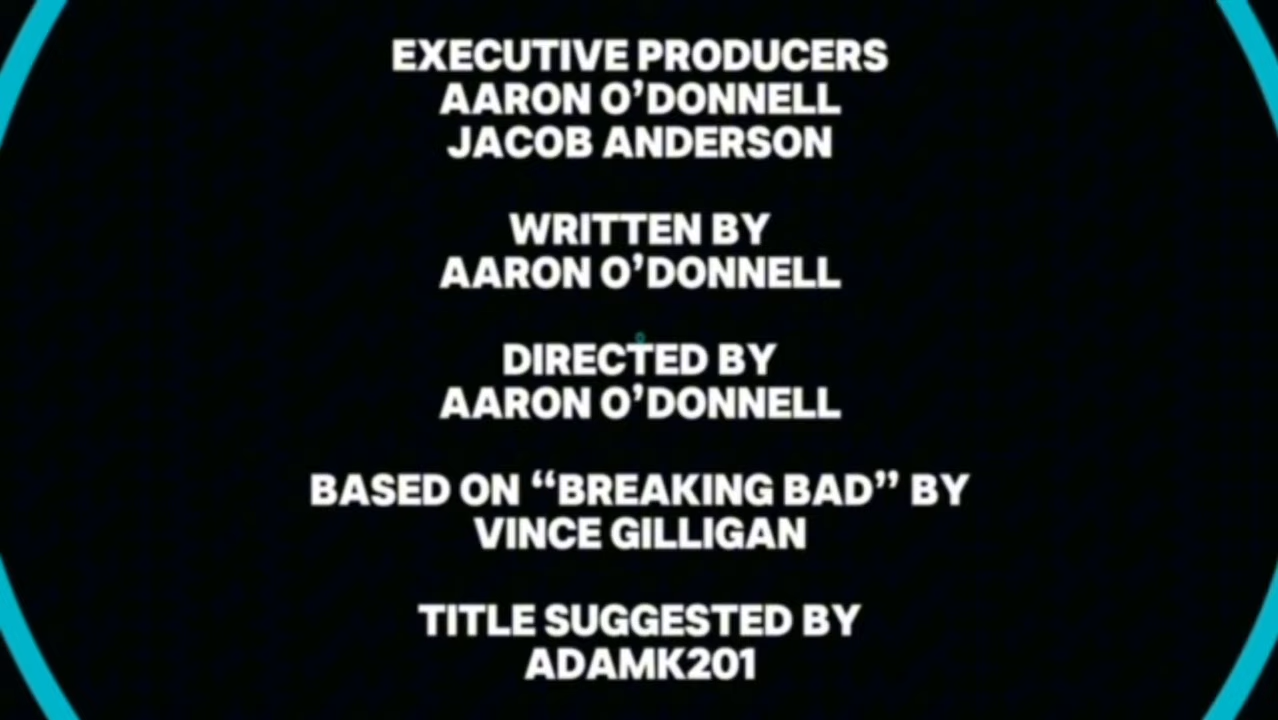 EXECUTIVE PRODUCERS
AARON O’DONNELL
JACOB ANDERSON
WRITTEN BY
AARON O’DONNELL
DIRECTED BY
AARON O’DONNELL
BASED ON “BREAKING BAD” BY
VINCE GILLIGAN
TITLE SUGGESTED BY
ADAMK201